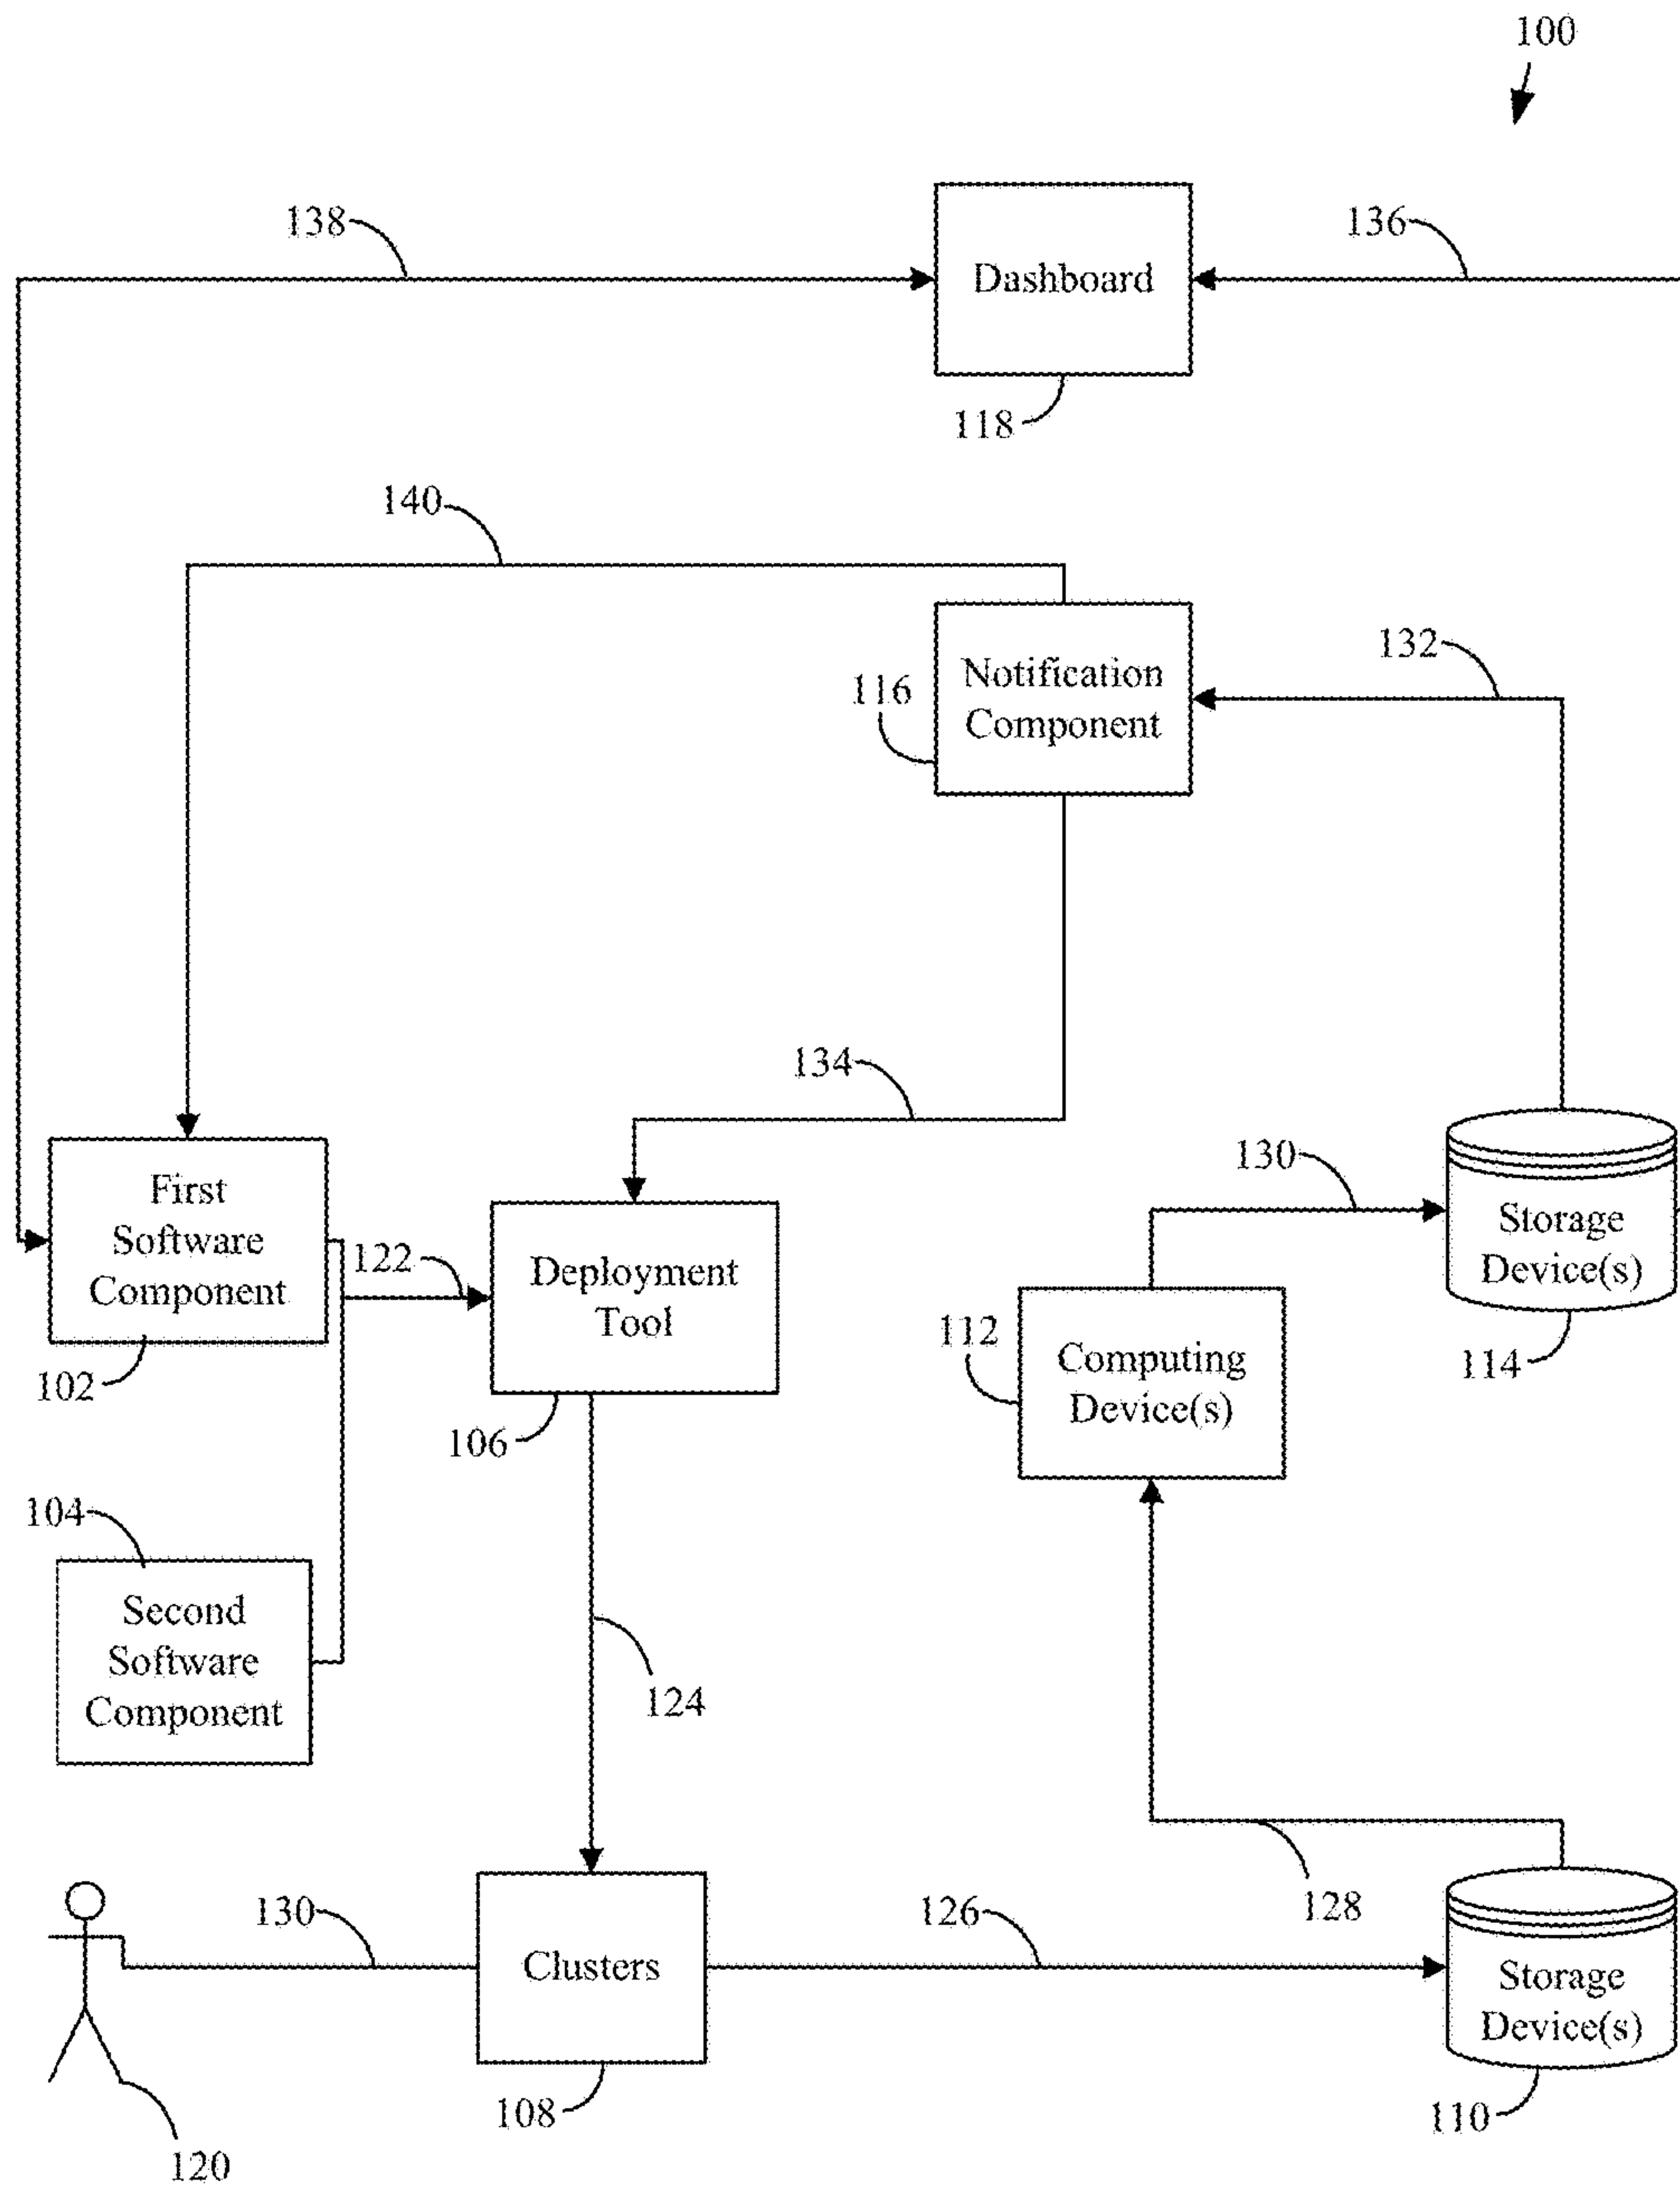 100
138
136
Dashboard
118
140
132
116
Notification
Component
134
130
First
Software
Component
122
Deployment
Tool
Storage
Device(s)
112
Computing
Device(s)
102
114
106
104
Second
Software
Component
124
130
126
128
Clusters
Storage
Device(s)
108
110
120